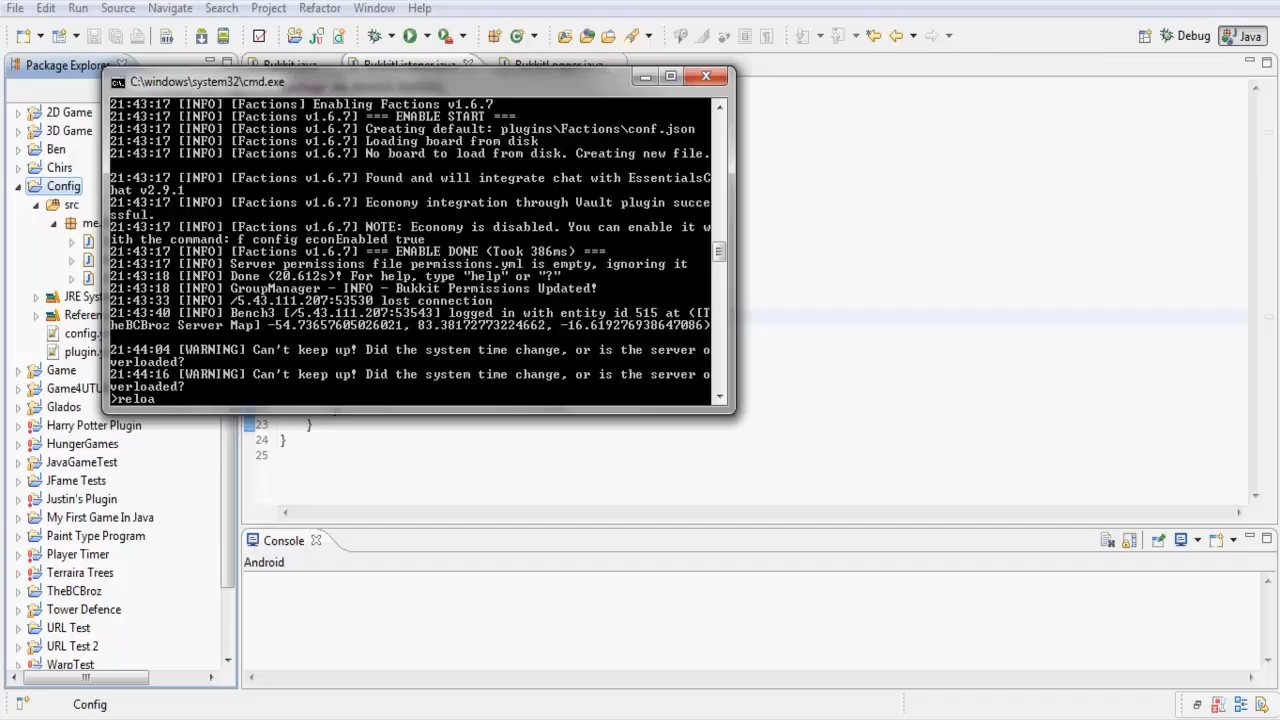 File Edit Run Source Navigate Search Project Refactor Window Help
Debug
Java
Package Explorer
C:\windows\system32\cmd.exe
21:43:17 [INFO] [Factions] Enabling Factions v1.6.7
21:43:17 [INFO] [Factions v1.6.7] === ENABLE START ===
21:43:17 [INFO] [Factions v1.6.7] Creating default: plugins\Factions\conf.json
21:43:17 [INFO] [Factions v1.6.7] Loading board from disk
21:43:17 [INFO] [Factions v1.6.7] No board to load from disk. Creating new file.
21:43:17 [INFO] [Factions v1.6.7] Found and will integrate chat with EssentialsC
hat v2.9.1
21:43:17 [INFO] [Factions v1.6.7] Economy integration through Vault plugin succe
ssful.
21:43:17 [INFO] [Factions v1.6.7] NOTE: Economy is disabled. You can enable it w
ith the command: f config econEnabled true
21:43:17 [INFO] [Factions v1.6.7] === ENABLE DONE (Took 386ms) ===
21:43:17 [INFO] Server permissions file permissions.yml is empty, ignoring it
21:43:18 [INFO] Done (20.612s)! For help, type "help" or "?"
21:43:18 [INFO] GroupManager - INFO - Bukkit Permissions Updated!
21:43:33 [INFO] /5.43.111.207:53530 lost connection
21:43:40 [INFO] Bench3 [/5.43.111.207:53543] logged in with entity id 515 at ([T
heBCBroz Server Map] -54.73657605026021, 83.38172773224662, -16.619276938647086)
21:44:04 [WARNING] Can't keep up! Did the system time change, or is the server o
verloaded?
21:44:16 [WARNING] Can't keep up! Did the system time change, or is the server o
verloaded?
>reloa
2D Game
3D Game
Ben
Chirs
Config
src
me.
JRE Sys
Referen
config.
plugin.y
Game
Game4UTU
Glados
Harry Potter Game
HungerGames
JavaGameTest
JFame Tests
Justin's Plugin
My First Game In Java
Paint Type Program
Player Timer
Terraira Trees
TheBCBroz
Tower Defence
URL Test
URL Test 2
WarpTest
23 }
24 }
25
Console
Android
Config